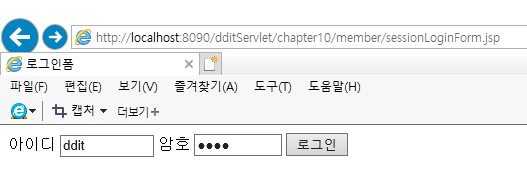 http://localhost:8090/dditServlet/chapter10/member/sessionLoginForm.jsp
로그인폼
파일(F) 편집(E) 보기(V) 즐겨찾기(A) 도구(T) 도움말(H)
캡처 더보기+
아이디 ddit 암호 ●●●● 로그인